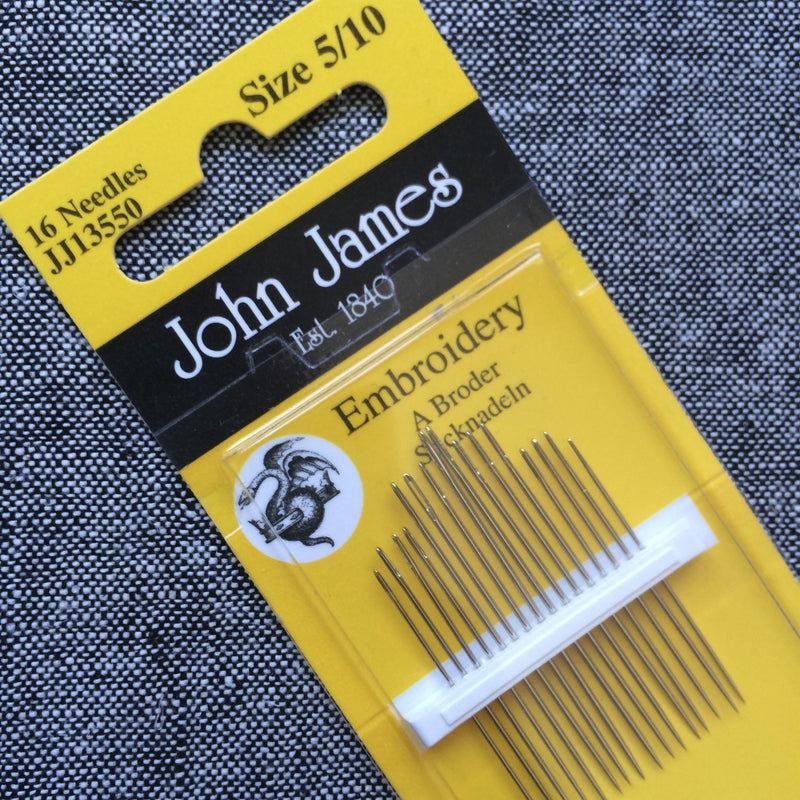 Size 5/10
16 Needles
JJ13550
John James
Est. 1840
Embroidery
A Broder
Sticknadeln